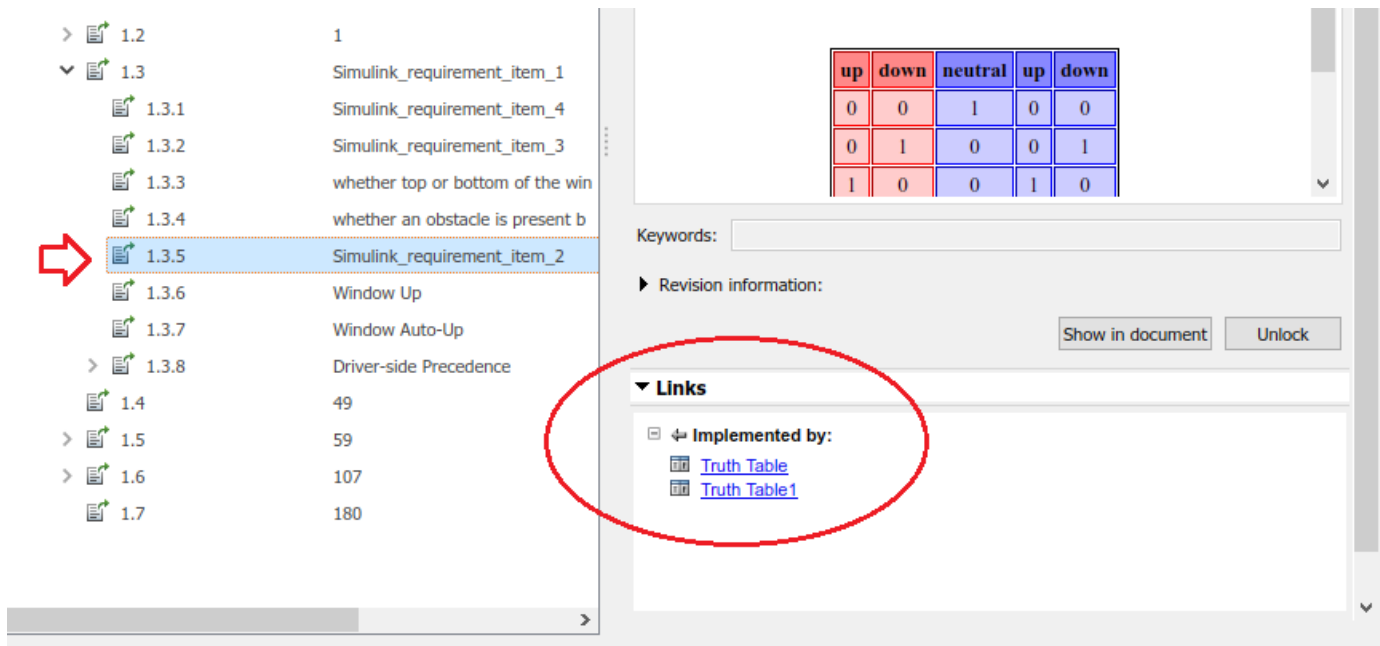 1.2 1
1.3 Simulink_requirement_item_1
1.3.1 Simulink_requirement_item_4
1.3.2 Simulink_requirement_item_3
1.3.3 whether top or bottom of the win
1.3.4 whether an obstacle is present b
1.3.5 Simulink_requirement_item_2
1.3.6 Window Up
1.3.7 Window Auto-Up
1.3.8 Driver-side Precedence
1.4 49
1.5 59
1.6 107
1.7 180
up down neutral up down
0 0 1 0 0
0 1 0 0 1
1 0 0 1 0
Keywords:
Revision information:
Show in document Unlock
Links
Implemented by:
Truth Table
Truth Table1